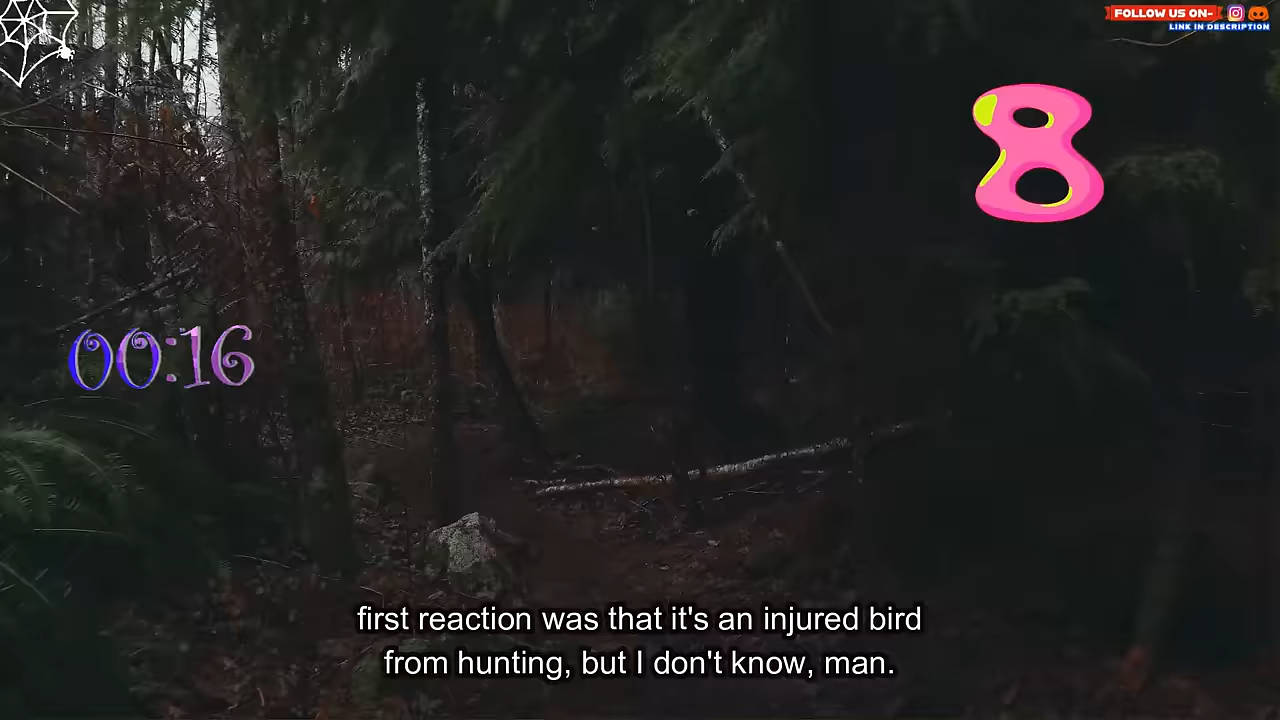 FOLLOW US ON-
LINK IN DESCRIPTION
8
00:16
first reaction was that it's an injured bird
from hunting, but I don't know, man.